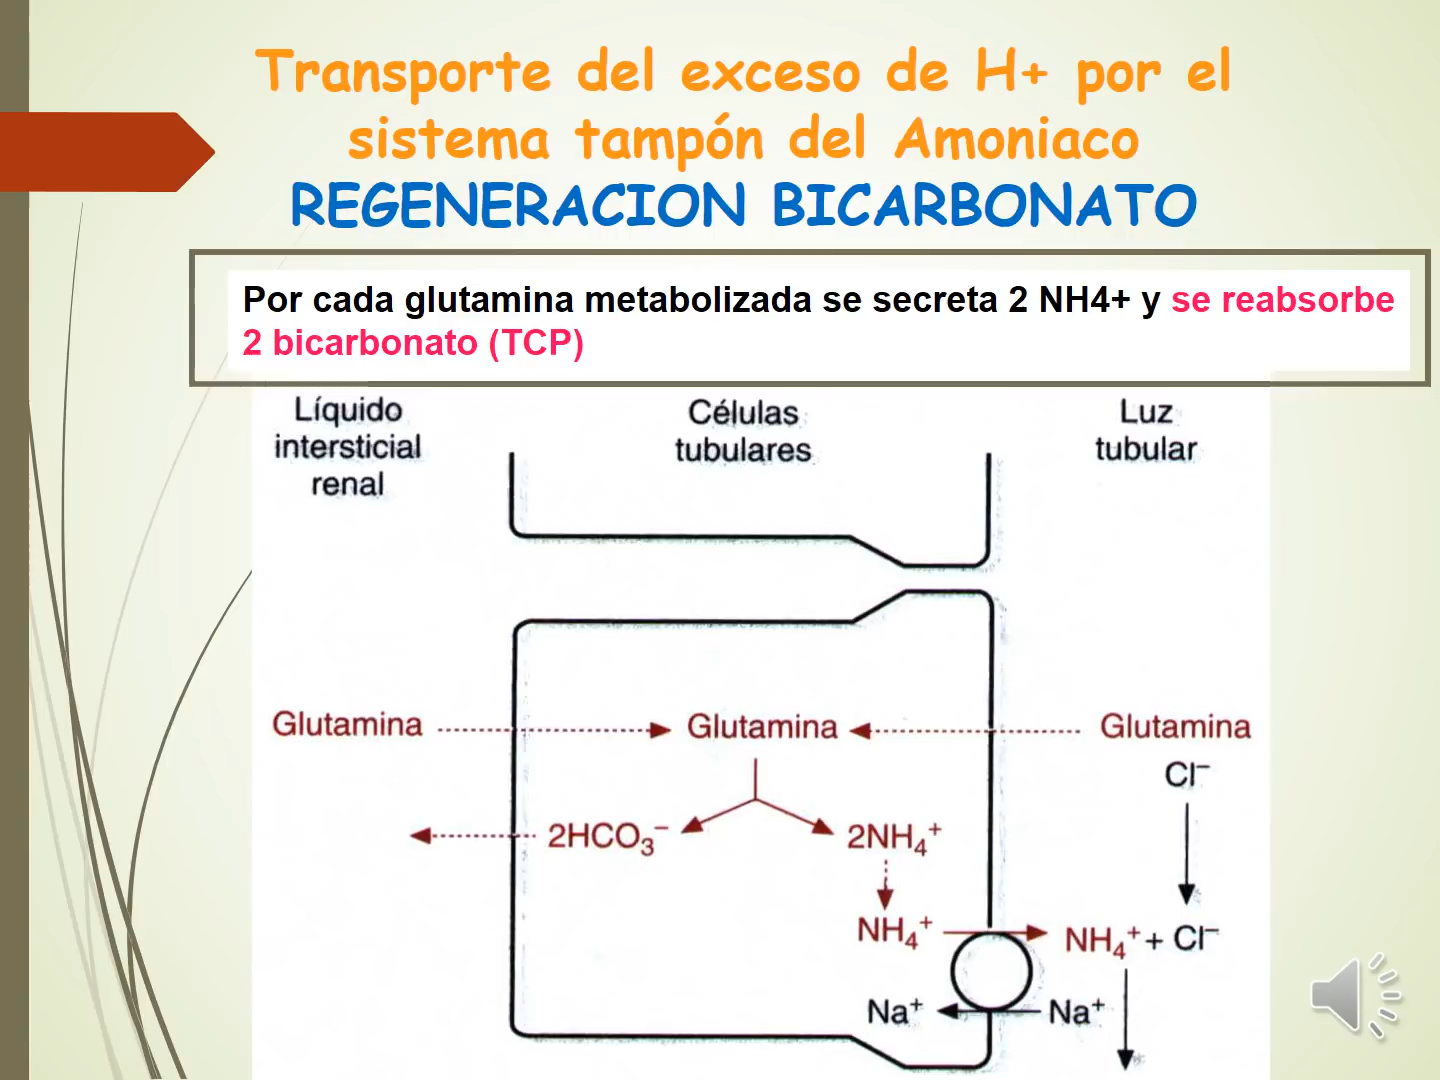 Transporte del exceso de H+ por el
sistema tampón del Amoniaco
REGENERACION BICARBONATO
Por cada glutamina metabolizada se secreta 2 NH4+ y se reabsorbe
2 bicarbonato (TCP)
Líquido
intersticial
renal
Células
tubulares
Luz
tubular
Glutamina
Glutamina
Glutamina
Cl⁻
2HCO₃⁻
2NH₄⁺
NH₄⁺
NH₄⁺ + Cl⁻
Na⁺
Na⁺